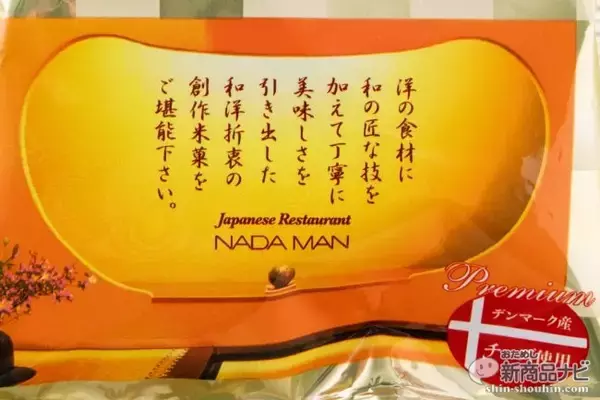 洋の食材に
和の匠な技を
加えて丁寧に
美味しさを
引き出した
和洋折衷の
創作米菓を
ご堪能下さい。
Japanese Restaurant
NADA MAN
Premium
デンマーク産
使用
おためし
新商品ナビ
shin-shouhin.com